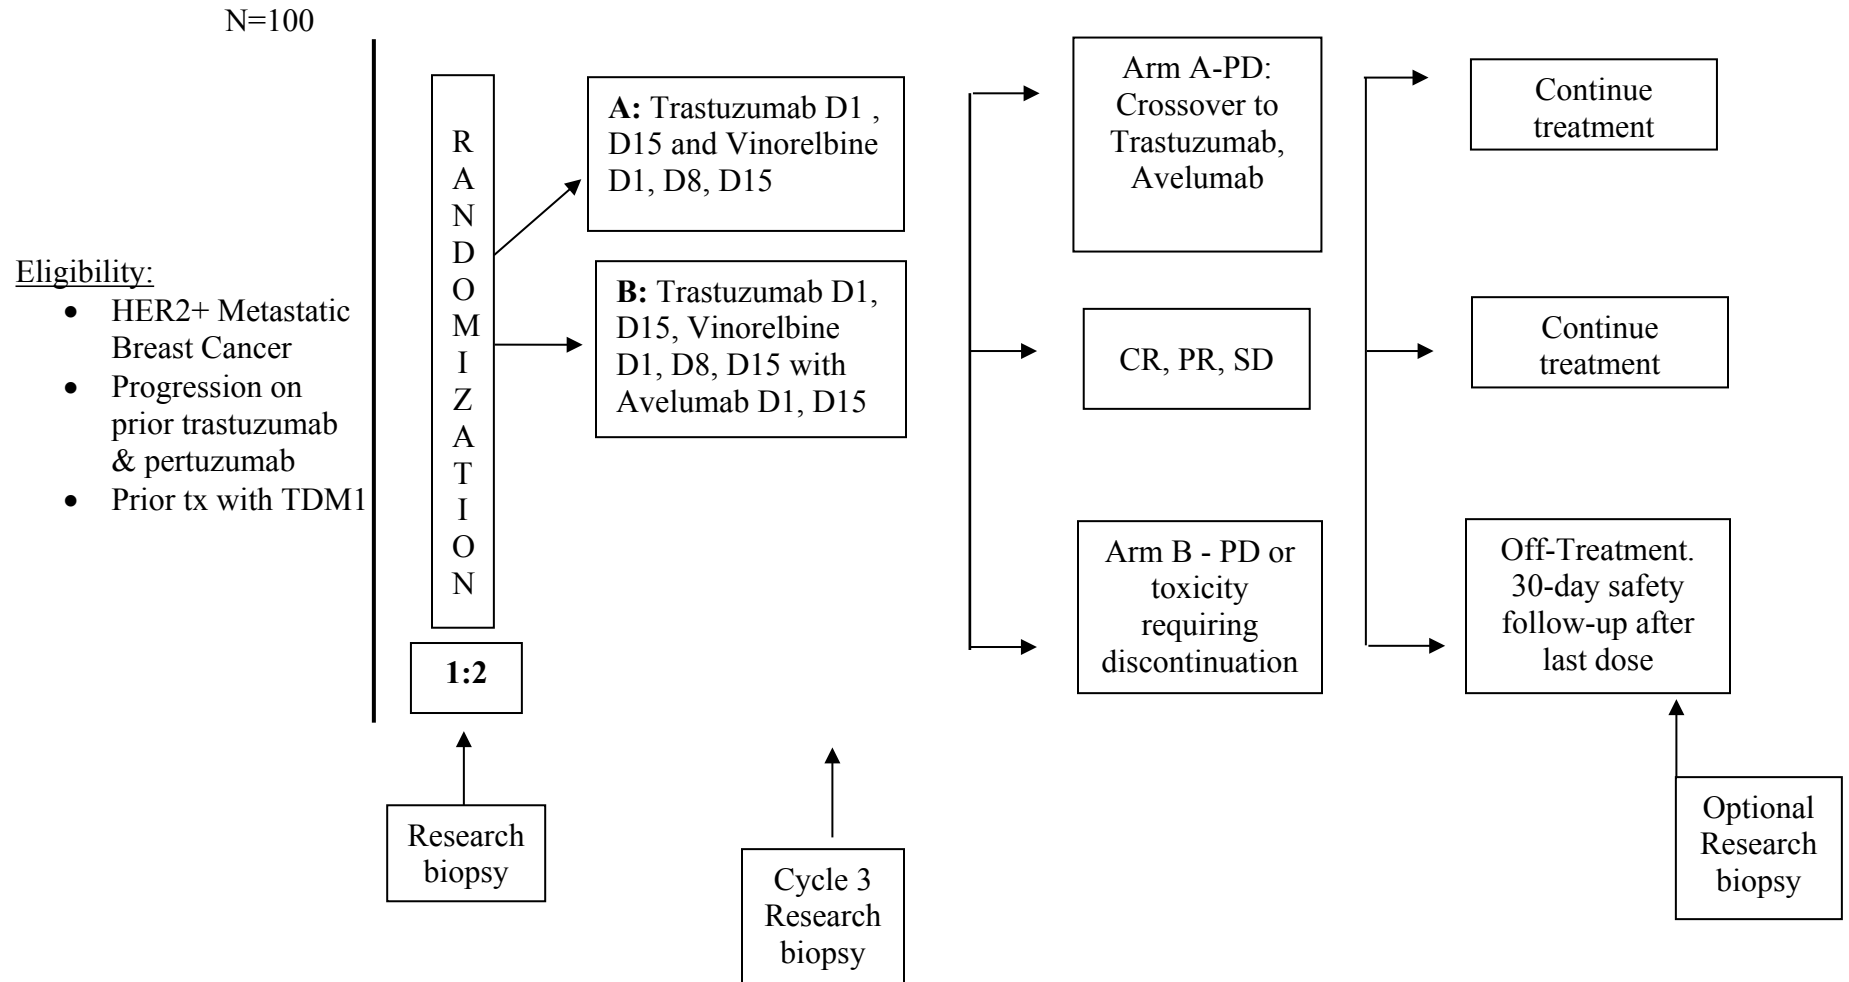 N=100
Eligibility:
• HER2+ Metastatic
Breast Cancer
• Progression on
prior trastuzumab
& pertuzumab
• Prior tx with TDM1
R
A
N
D
O
M
I
Z
A
T
I
O
N
1:2
Research
biopsy
A: Trastuzumab D1 ,
D15 and Vinorelbine
D1, D8, D15
B: Trastuzumab D1,
D15, Vinorelbine
D1, D8, D15 with
Avelumab D1, D15
Cycle 3
Research
biopsy
Arm A-PD:
Crossover to
Trastuzumab,
Avelumab
CR, PR, SD
Arm B - PD or
toxicity
requiring
discontinuation
Continue
treatment
Continue
treatment
Off-Treatment.
30-day safety
follow-up after
last dose
Optional
Research
biopsy